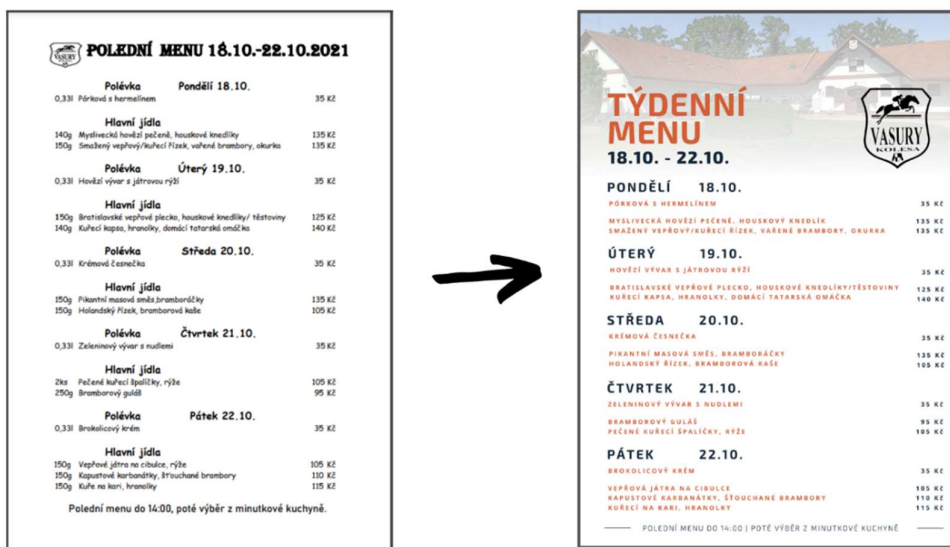 VASURY
POLEDNÍ MENU 18.10.-22.10.2021
Polévka Pondělí 18.10.
0,33l Pórková s hermelínem 35 Kč
Hlavní jídla
140g Myslivecká hovězí pečeně, houskové knedlíky 135 Kč
150g Smažený vepřový/kuřecí řízek, vařené brambory, okurka 135 Kč
Polévka Úterý 19.10.
0,33l Hovězí vývar s játrovou rýží 35 Kč
Hlavní jídla
150g Bratislavské vepřové plecko, houskové knedlíky/ těstoviny 125 Kč
140g Kuřecí kapsa, hranolky, domácí tatarská omáčka 140 Kč
Polévka Středa 20.10.
0,33l Krémová česnečka 35 Kč
Hlavní jídla
150g Pikantní masová směs,bramboráčky 135 Kč
150g Holandský řízek, bramborová kaše 105 Kč
Polévka Čtvrtek 21.10.
0,33l Zeleninový vývar s nudlemi 35 Kč
Hlavní jídla
2ks Pečené kuřecí špalíčky, rýže 105 Kč
250g Bramborový guláš 95 Kč
Polévka Pátek 22.10.
0,33l Brokolicový krém 35 Kč
Hlavní jídla
150g Vepřové játra na cibulce, rýže 105 Kč
150g Kapustové karbanátky, šťouchané brambory 110 Kč
150g Kuře na kari, hranolky 115 Kč
Polední menu do 14:00, poté výběr z minutkové kuchyně.
TÝDENNÍ
MENU
18.10. - 22.10.
VASURY
KOLESA
PONDĚLÍ 18.10.
PÓRKOVÁ S HERMELÍNEM 35 Kč
MYSLIVECKÁ HOVĚZÍ PEČENĚ, HOUSKOVÝ KNEDLÍK 135 Kč
SMAŽENÝ VEPŘOVÝ/KUŘECÍ ŘÍZEK, VAŘENÉ BRAMBORY, OKURKA 135 Kč
ÚTERÝ 19.10.
HOVĚZÍ VÝVAR S JÁTROVOU RÝŽÍ 35 Kč
BRATISLAVSKÉ VEPŘOVÉ PLECKO, HOUSKOVÉ KNEDLÍKY/TĚSTOVINY 125 Kč
KUŘECÍ KAPSA, HRANOLKY, DOMÁCÍ TATARSKÁ OMÁČKA 140 Kč
STŘEDA 20.10.
KRÉMOVÁ ČESNEČKA 35 Kč
PIKANTNÍ MASOVÁ SMĚS, BRAMBORÁČKY 135 Kč
HOLANDSKÝ ŘÍZEK, BRAMBOROVÁ KAŠE 105 Kč
ČTVRTEK 21.10.
ZELENINOVÝ VÝVAR S NUDLEMI 35 Kč
BRAMBOROVÝ GULÁŠ 95 Kč
PEČENÉ KUŘECÍ ŠPALÍČKY, RÝŽE 105 Kč
PÁTEK 22.10.
BROKOLICOVÝ KRÉM 35 Kč
VEPŘOVÁ JÁTRA NA CIBULCE 105 Kč
KAPUSTOVÉ KARBANÁTKY, ŠŤOUCHANÉ BRAMBORY 110 Kč
KUŘECÍ NA KARI, HRANOLKY 115 Kč
POLEDNÍ MENU DO 14:00 | POTÉ VÝBĚR Z MINUTKOVÉ KUCHYNĚ